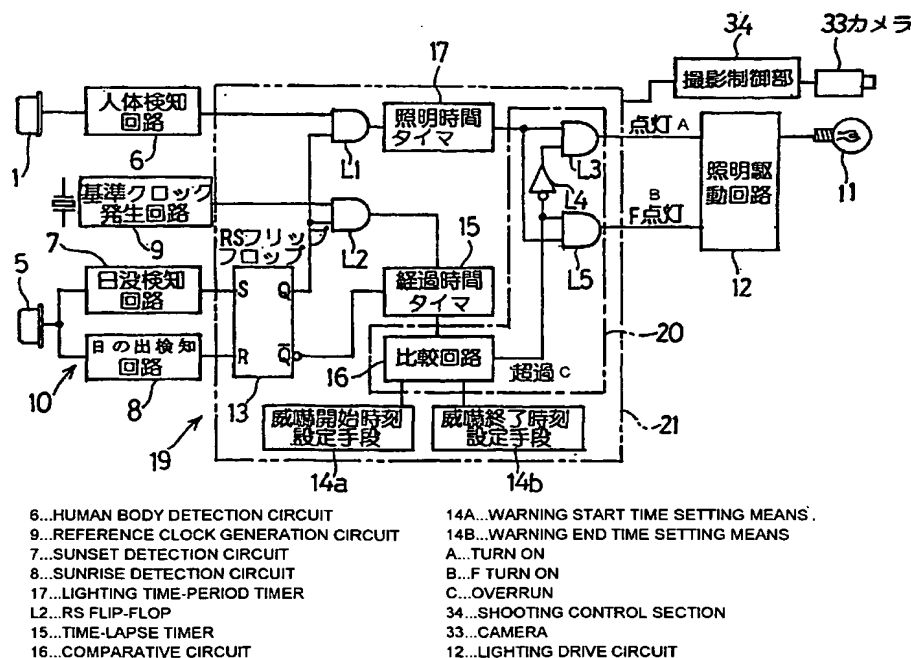 34
33カメラ
17
撮影制御部
人体検知
回路
照明時間
タイマ
1
6
L1
L3
点灯 A
L4
照明駆
動回路
11
基準クロック
発生回路
9
L2
RSフリップ
フロップ
15
L5
B
F点灯
12
7
5
日没検知
回路
S
Q
経過時間
タイマ
20
日の出検知
回路
R
Q̅
16
比較回路
超過 C
10
8
13
21
19
威嚇開始時刻
設定手段
威嚇終了時刻
設定手段
14a
14b
6...HUMAN BODY DETECTION CIRCUIT
9...REFERENCE CLOCK GENERATION CIRCUIT
7...SUNSET DETECTION CIRCUIT
8...SUNRISE DETECTION CIRCUIT
17...LIGHTING TIME-PERIOD TIMER
L2...RS FLIP-FLOP
15...TIME-LAPSE TIMER
16...COMPARATIVE CIRCUIT
14A...WARNING START TIME SETTING MEANS.
14B...WARNING END TIME SETTING MEANS
A...TURN ON
B...F TURN ON
C...OVERRUN
34...SHOOTING CONTROL SECTION
33...CAMERA
12...LIGHTING DRIVE CIRCUIT